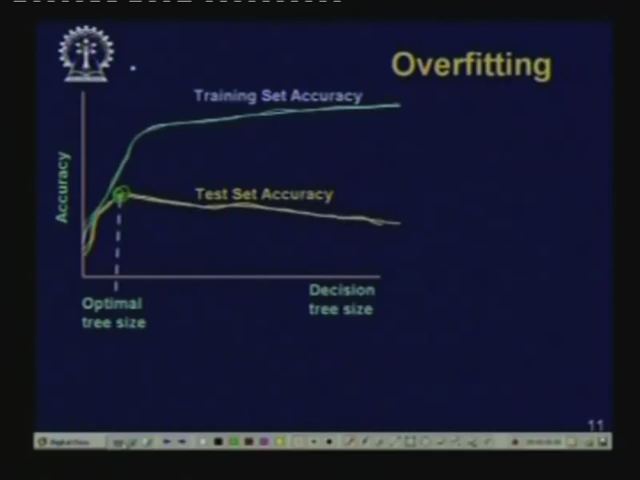 Overfitting
Training Set Accuracy
Accuracy
Test Set Accuracy
Optimal
tree size
Decision
tree size
11